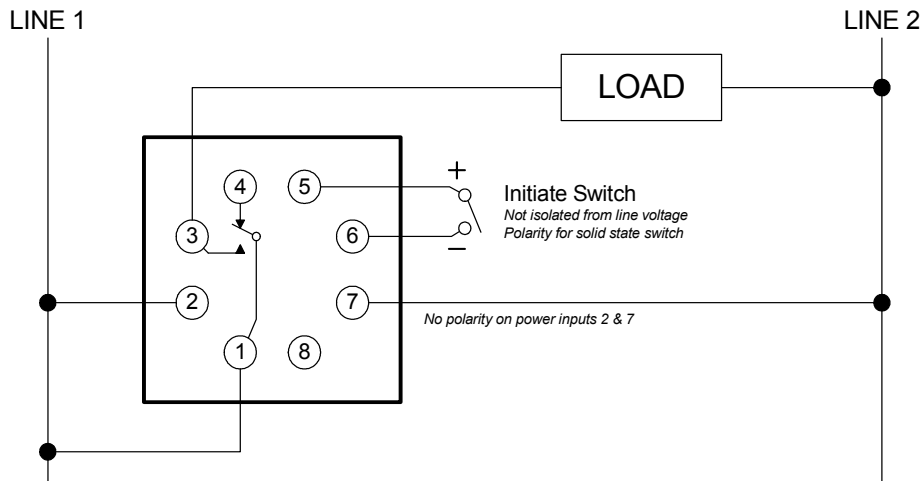 LINE 1
LINE 2
LOAD
4
5
+
Initiate Switch
Not isolated from line voltage
3
6
−
Polarity for solid state switch
2
7
No polarity on power inputs 2 & 7
1
8